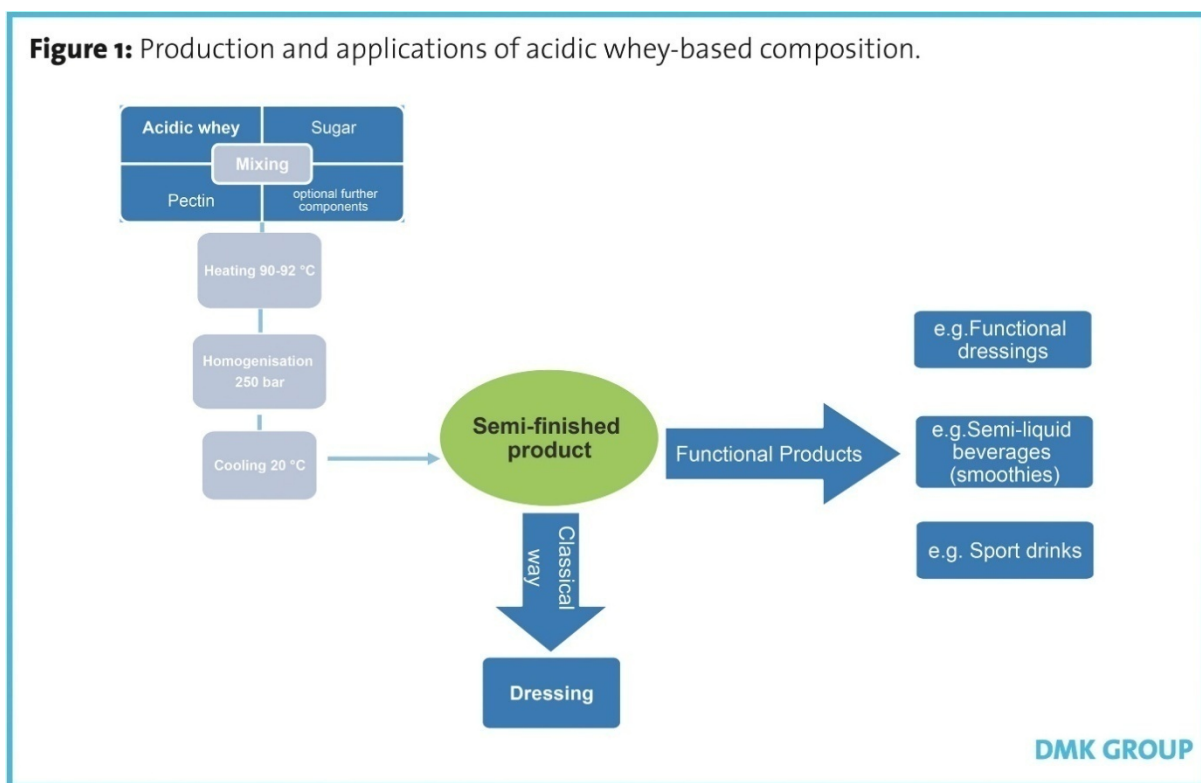 Figure 1: Production and applications of acidic whey-based composition.
Acidic whey
Sugar
Mixing
Pectin
optional further
components
Heating 90-92 °C
Homogenisation
250 bar
Cooling 20 °C
Semi-finished
product
Functional Products
e.g.Functional
dressings
e.g.Semi-liquid
beverages
(smoothies)
e.g. Sport drinks
Classical
way
Dressing
DMK GROUP